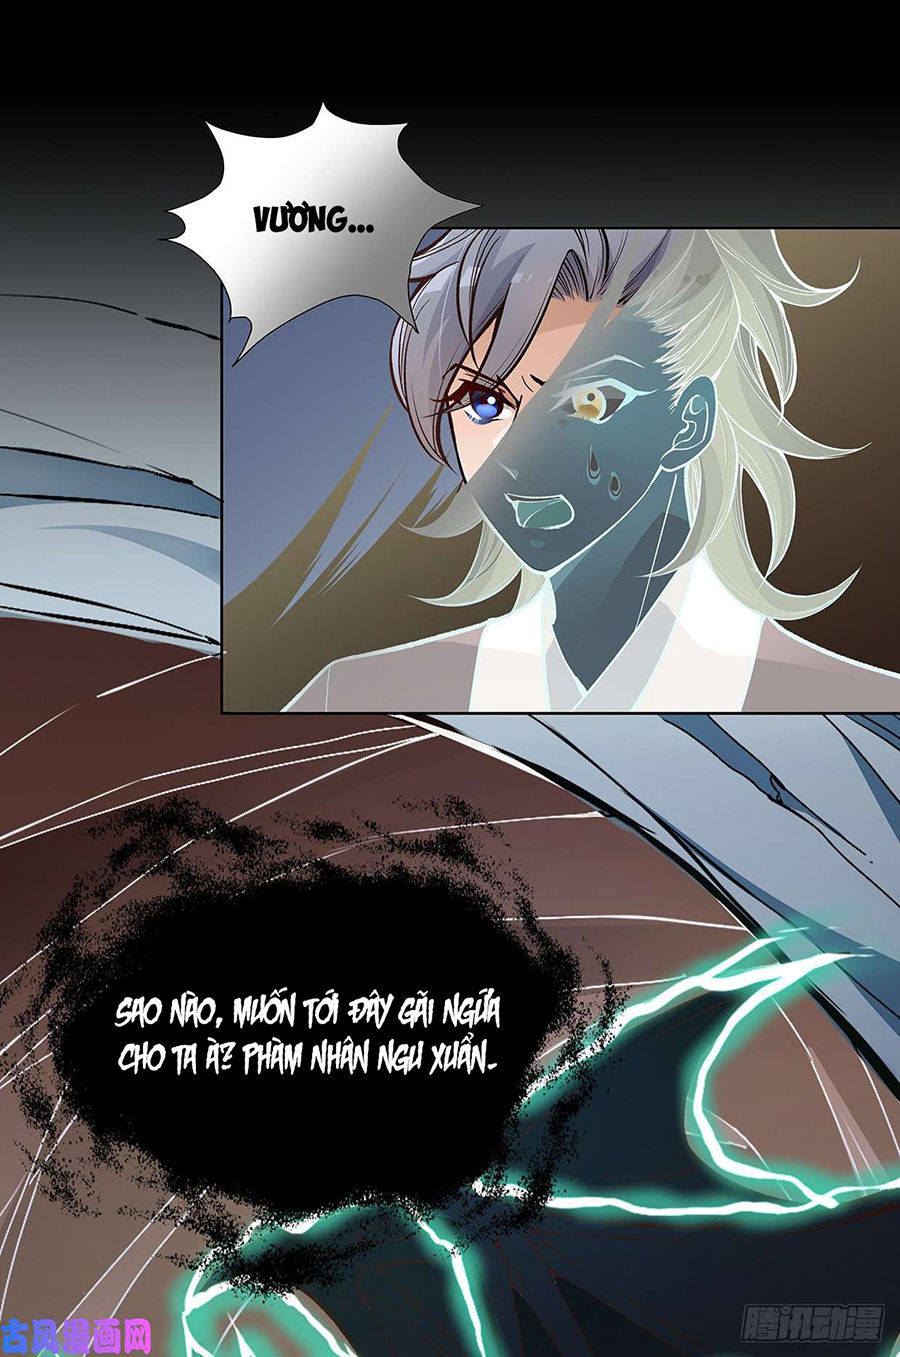 VƯƠNG...
SAO NÀO, MUỐN TỚI ĐÂY GÃI NGỨA
CHO TA À? PHÀM NHÂN NGU XUẨN.
腾讯动漫
古风漫画网